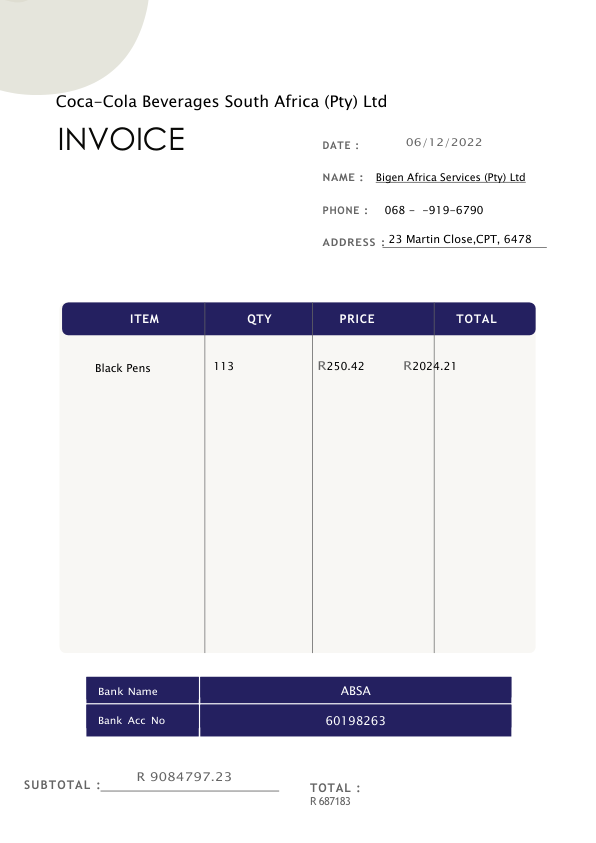 Coca-Cola Beverages South Africa (Pty) Ltd
INVOICE
DATE : 06/12/2022
NAME : Bigen Africa Services (Pty) Ltd
PHONE : 068 - -919-6790
ADDRESS : 23 Martin Close,CPT, 6478
ITEM QTY PRICE TOTAL
Black Pens 113 R250.42 R2024.21
Bank Name ABSA
Bank Acc No 60198263
SUBTOTAL : R 9084797.23
TOTAL :
R 687183